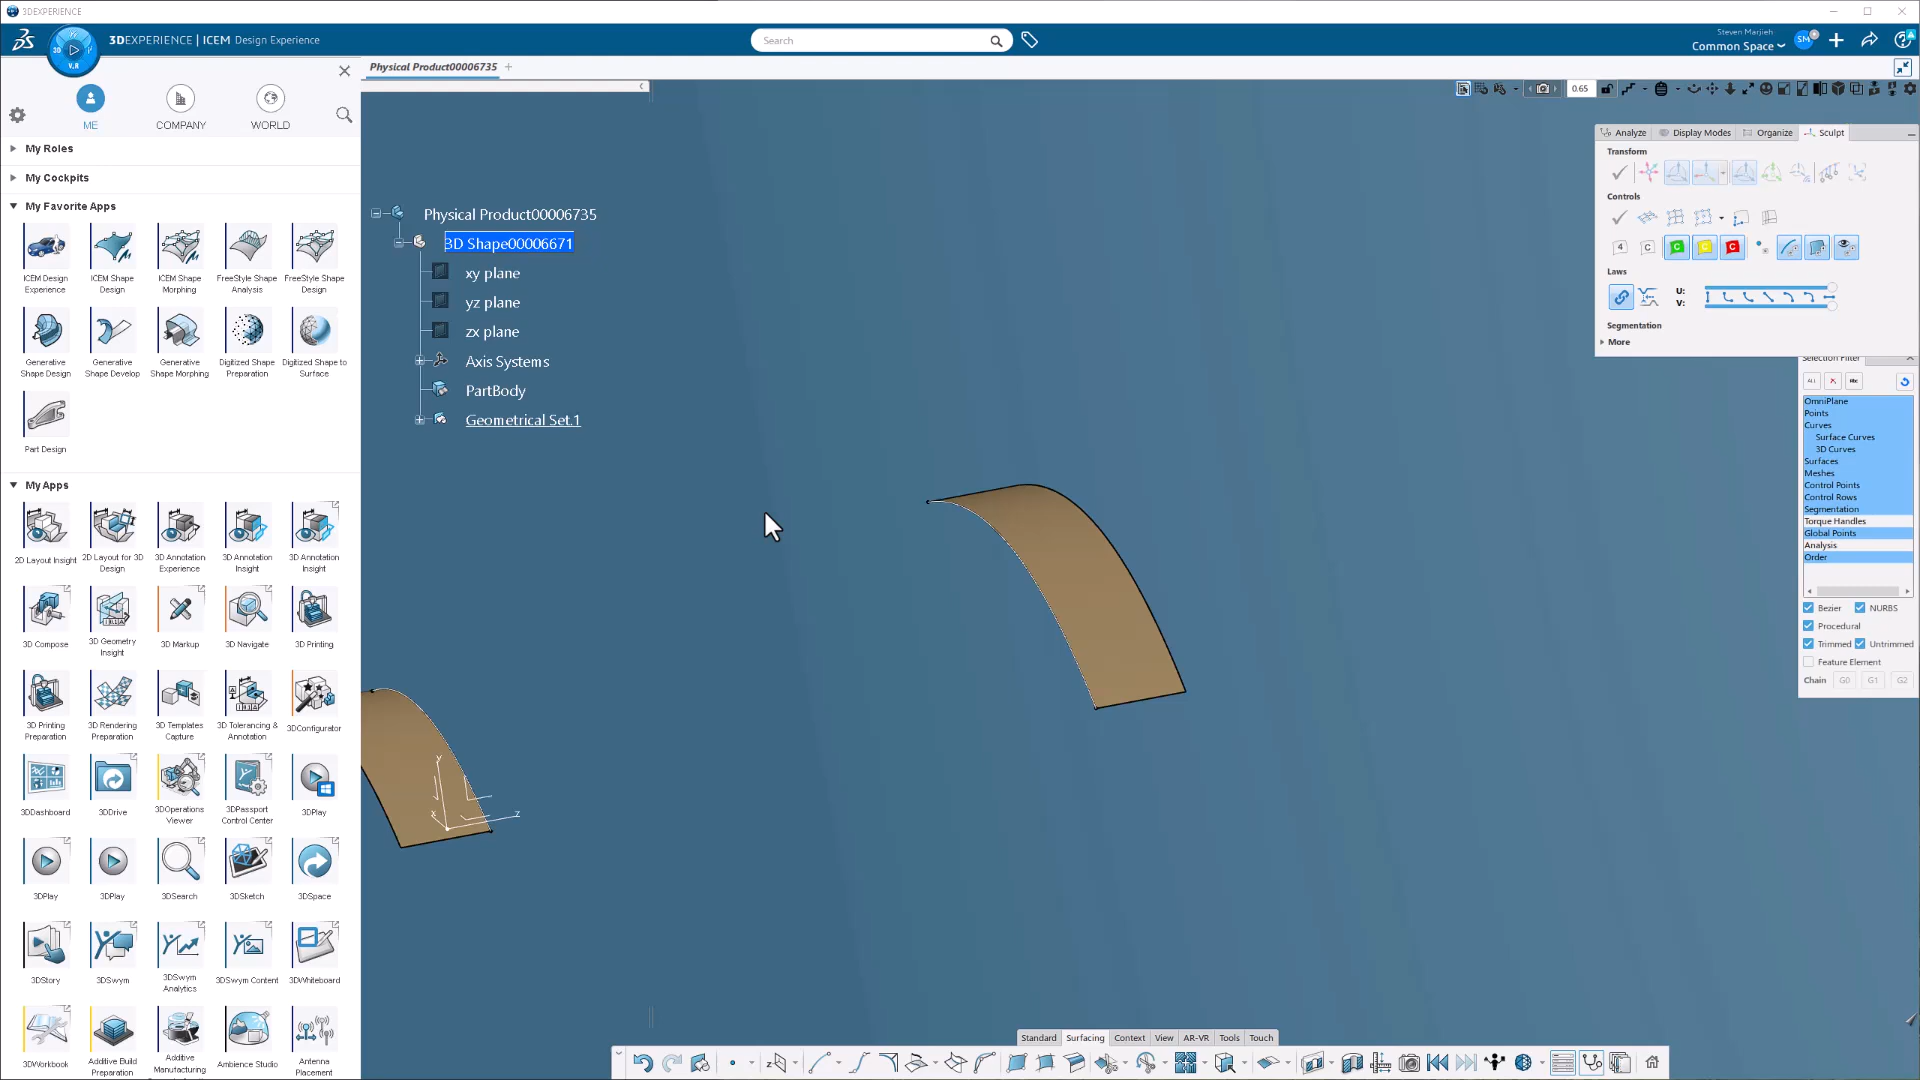 3DEXPERIENCE
3DEXPERIENCE | ICEM Design Experience
Search
Steven Marjieh
Common Space
SM
3D
V.R
Physical Product00006735
ME
COMPANY
WORLD
My Roles
My Cockpits
My Favorite Apps
ICEM Design Experience
ICEM Shape Design
ICEM Shape Morphing
FreeStyle Shape Analysis
FreeStyle Shape Design
Generative Shape Design
Generative Shape Develop
Generative Shape Morphing
Digitized Shape Preparation
Digitized Shape to Surface
Part Design
My Apps
2D Layout Insight
2D Layout for 3D Design
3D Annotation Experience
3D Annotation Insight
3D Annotation Insight
3D Compose
3D Geometry Insight
3D Markup
3D Navigate
3D Printing
3D Printing Preparation
3D Rendering Preparation
3D Templates Capture
3D Tolerancing & Annotation
3DConfigurator
3DDashboard
3DDrive
3DOperations Viewer
3DPassport Control Center
3DPlay
3DPlay
3DPlay
3DSearch
3DSketch
3DSpace
3DStory
3DSwym
3DSwym Analytics
3DSwym Content
3DWhiteboard
3DWorkbook
Additive Build Preparation
Additive Manufacturing
Ambience Studio
Antenna Placement
Physical Product00006735
3D Shape00006671
xy plane
yz plane
zx plane
Axis Systems
PartBody
Geometrical Set.1
y
x
z
0.65
Analyze
Display Modes
Organize
Sculpt
Transform
Controls
4
C
C
C
C
Laws
U:
V:
Segmentation
More
Selection Filter
ALL
Abc
OmniPlane
Points
Curves
Surface Curves
3D Curves
Surfaces
Meshes
Control Points
Control Rows
Segmentation
Torque Handles
Global Points
Analysis
Order
Bezier
NURBS
Procedural
Trimmed
Untrimmed
Feature Element
Chain
G0
G1
G2
Standard
Surfacing
Context
View
AR-VR
Tools
Touch